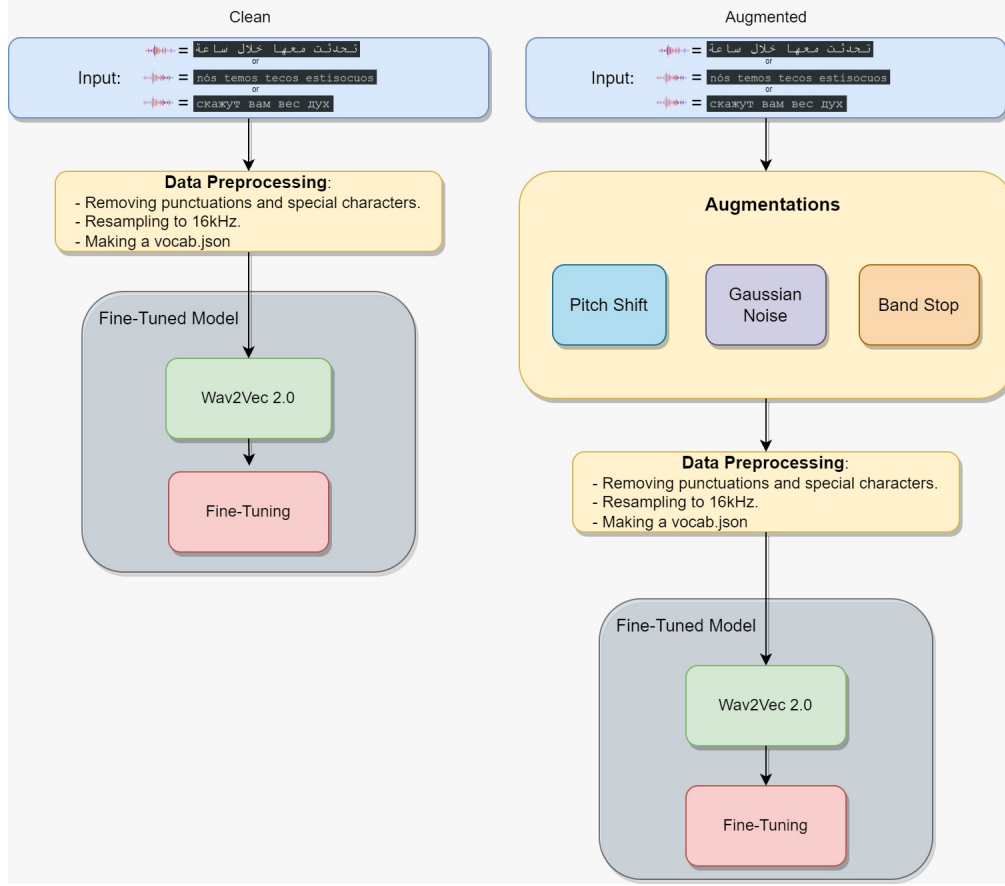 Clean
= تحدثت معها خلال ساعة
or
Input: = nós temos tecos estisocuos
or
= скажут вам вес дух
Data Preprocessing:
- Removing punctuations and special characters.
- Resampling to 16kHz.
- Making a vocab.json
Fine-Tuned Model
Wav2Vec 2.0
Fine-Tuning
Augmented
= تحدثت معها خلال ساعة
or
Input: = nós temos tecos estisocuos
or
= скажут вам вес дух
Augmentations
Pitch Shift
Gaussian
Noise
Band Stop
Data Preprocessing:
- Removing punctuations and special characters.
- Resampling to 16kHz.
- Making a vocab.json
Fine-Tuned Model
Wav2Vec 2.0
Fine-Tuning